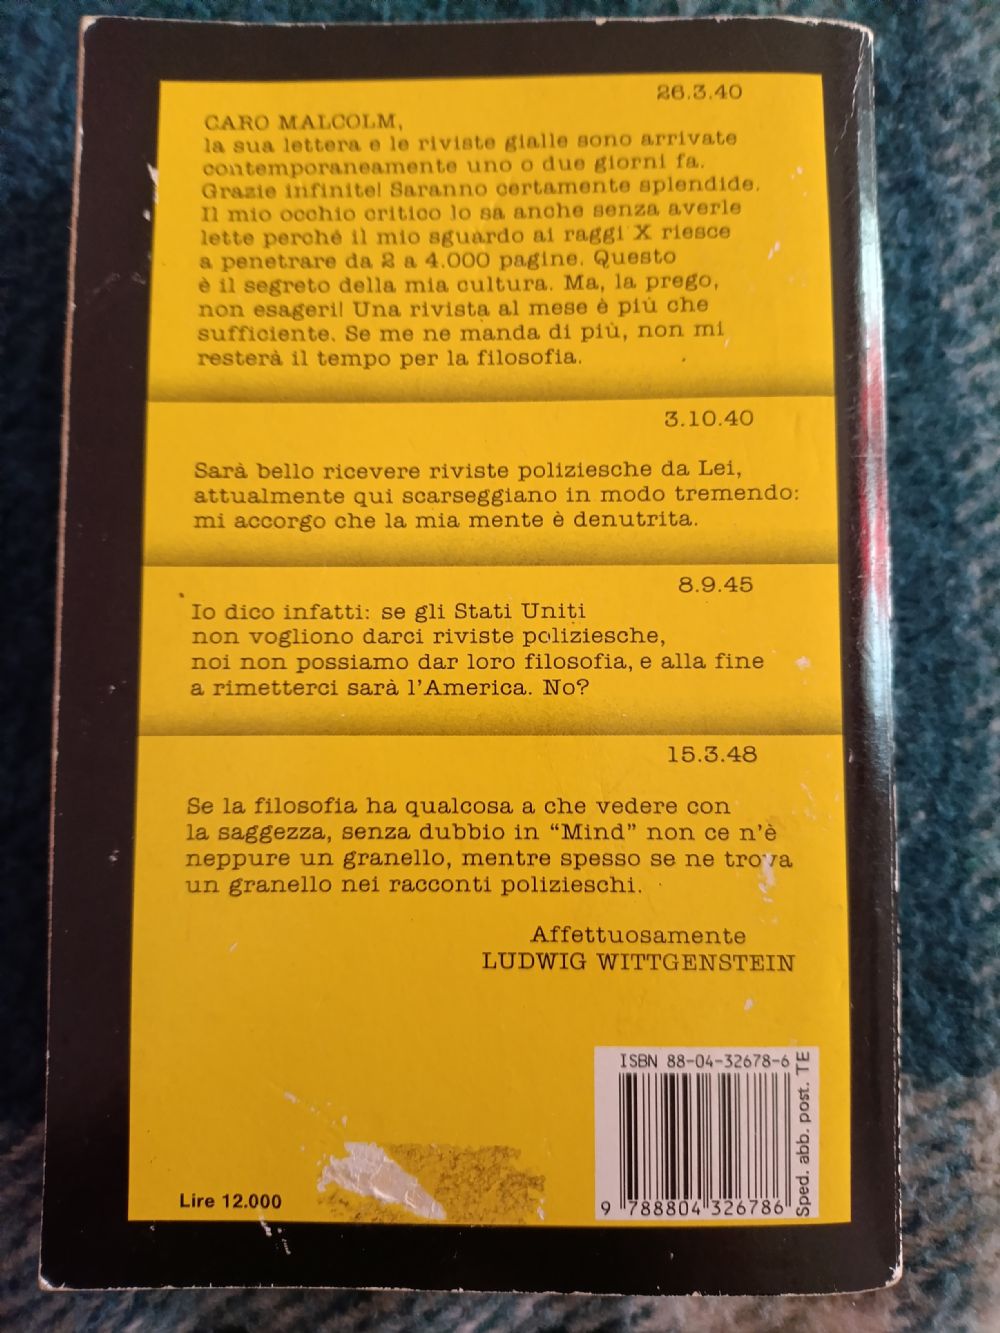 26.3.40
CARO MALCOLM,
la sua lettera e le riviste gialle sono arrivate
contemporaneamente uno o due giorni fa.
Grazie infinite! Saranno certamente splendide.
Il mio occhio critico lo sa anche senza averle
lette perché il mio sguardo ai raggi X riesce
a penetrare da 2 a 4.000 pagine. Questo
è il segreto della mia cultura. Ma, la prego,
non esageri! Una rivista al mese è più che
sufficiente. Se me ne manda di più, non mi
resterà il tempo per la filosofia.
3.10.40
Sarà bello ricevere riviste poliziesche da Lei,
attualmente qui scarseggiano in modo tremendo:
mi accorgo che la mia mente è denutrita.
8.9.45
Io dico infatti: se gli Stati Uniti
non vogliono darci riviste poliziesche,
noi non possiamo dar loro filosofia, e alla fine
a rimetterci sarà l'America. No?
15.3.48
Se la filosofia ha qualcosa a che vedere con
la saggezza, senza dubbio in “Mind” non ce n'è
neppure un granello, mentre spesso se ne trova
un granello nei racconti polizieschi.
Affettuosamente
LUDWIG WITTGENSTEIN
ISBN 88-04-32678-6
9 788804 326786
Sped. abb. post. TE
Lire 12.000